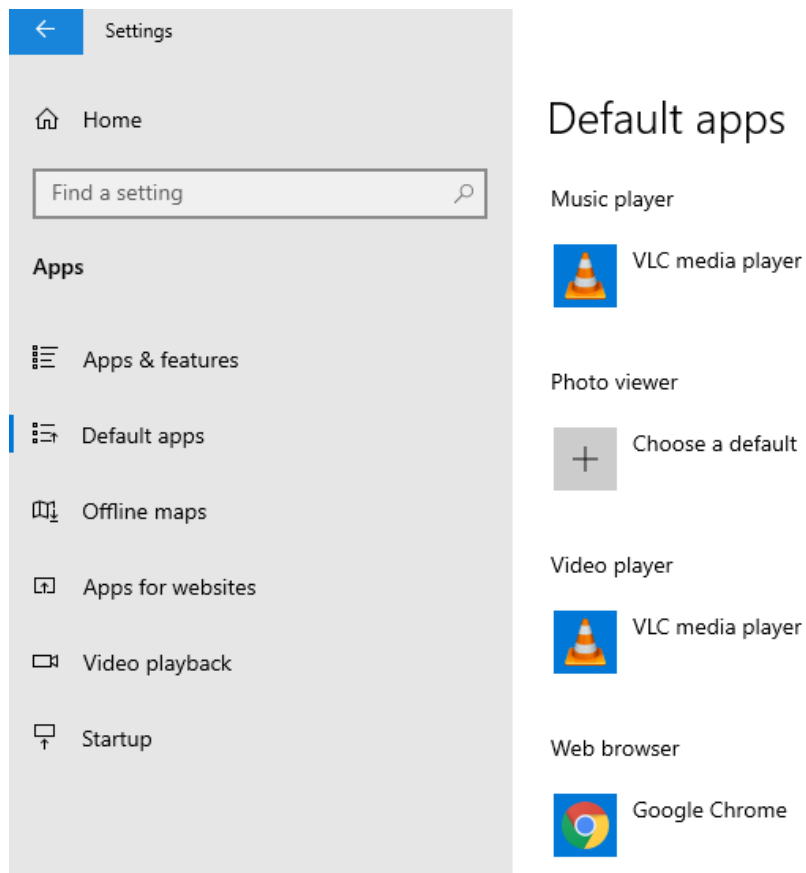 Settings
Home
Find a setting
Apps
Apps & features
Default apps
Offline maps
Apps for websites
Video playback
Startup
Default apps
Music player
VLC media player
Photo viewer
Choose a default
Video player
VLC media player
Web browser
Google Chrome